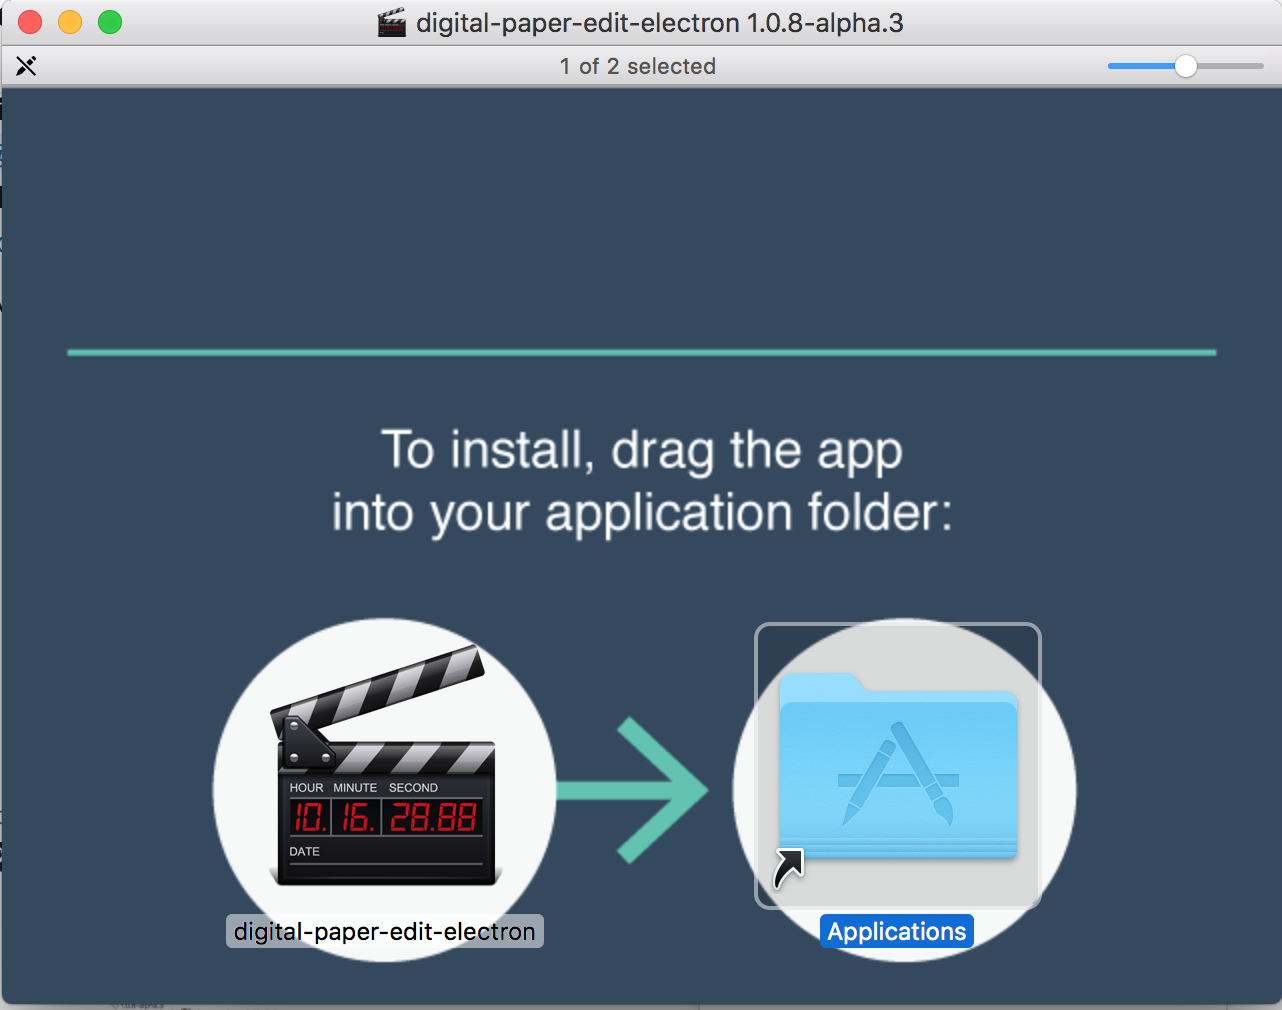 digital-paper-edit-electron 1.0.8-alpha.3
1 of 2 selected
To install, drag the app
into your application folder:
HOUR MINUTE SECOND
10. 16. 28.88
DATE
digital-paper-edit-electron
Applications